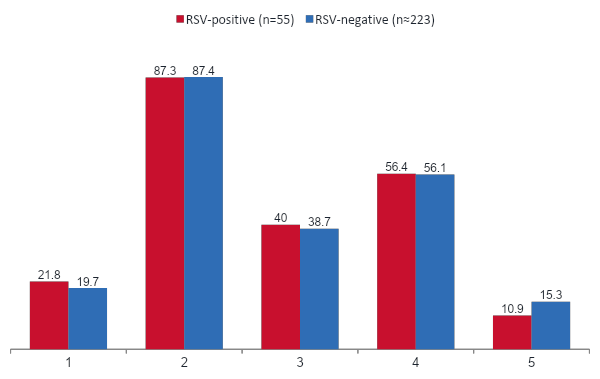 RSV-positive (n=55) RSV-negative (n≈223)
87.3 87.4
56.4 56.1
40 38.7
21.8 19.7
10.9 15.3
1 2 3 4 5